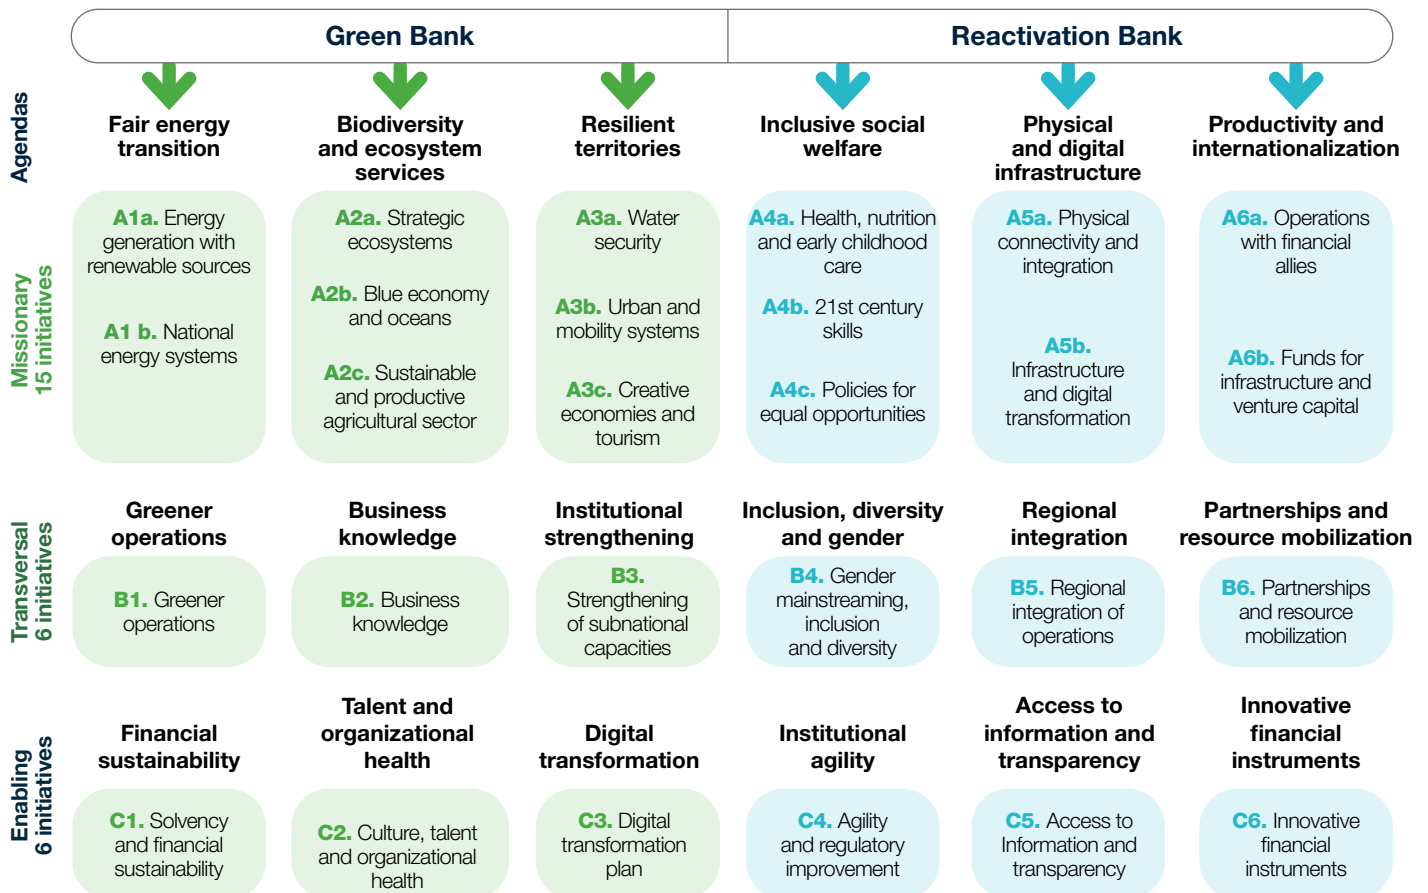 Green Bank
Reactivation Bank
Agendas
Fair energy
transition
Biodiversity
and ecosystem
services
Resilient
territories
Inclusive social
welfare
Physical
and digital
infrastructure
Productivity and
internationalization
Missionary
15 initiatives
A1a. Energy
generation with
renewable sources
A1 b. National
energy systems
A2a. Strategic
ecosystems
A2b. Blue economy
and oceans
A2c. Sustainable
and productive
agricultural sector
A3a. Water
security
A3b. Urban and
mobility systems
A3c. Creative
economies and
tourism
A4a. Health, nutrition
and early childhood
care
A4b. 21st century
skills
A4c. Policies for
equal opportunities
A5a. Physical
connectivity and
integration
A5b.
Infrastructure
and digital
transformation
A6a. Operations
with financial
allies
A6b. Funds for
infrastructure and
venture capital
Transversal
6 initiatives
Greener
operations
Business
knowledge
Institutional
strengthening
Inclusion, diversity
and gender
Regional
integration
Partnerships and
resource mobilization
B1. Greener
operations
B2. Business
knowledge
B3.
Strengthening
of subnational
capacities
B4. Gender
mainstreaming,
inclusion
and diversity
B5. Regional
integration of
operations
B6. Partnerships
and resource
mobilization
Enabling
6 initiatives
Financial
sustainability
Talent and
organizational
health
Digital
transformation
Institutional
agility
Access to
information and
transparency
Innovative
financial
instruments
C1. Solvency
and financial
sustainability
C2. Culture, talent
and organizational
health
C3. Digital
transformation
plan
C4. Agility
and regulatory
improvement
C5. Access to
Information and
transparency
C6. Innovative
financial
instruments